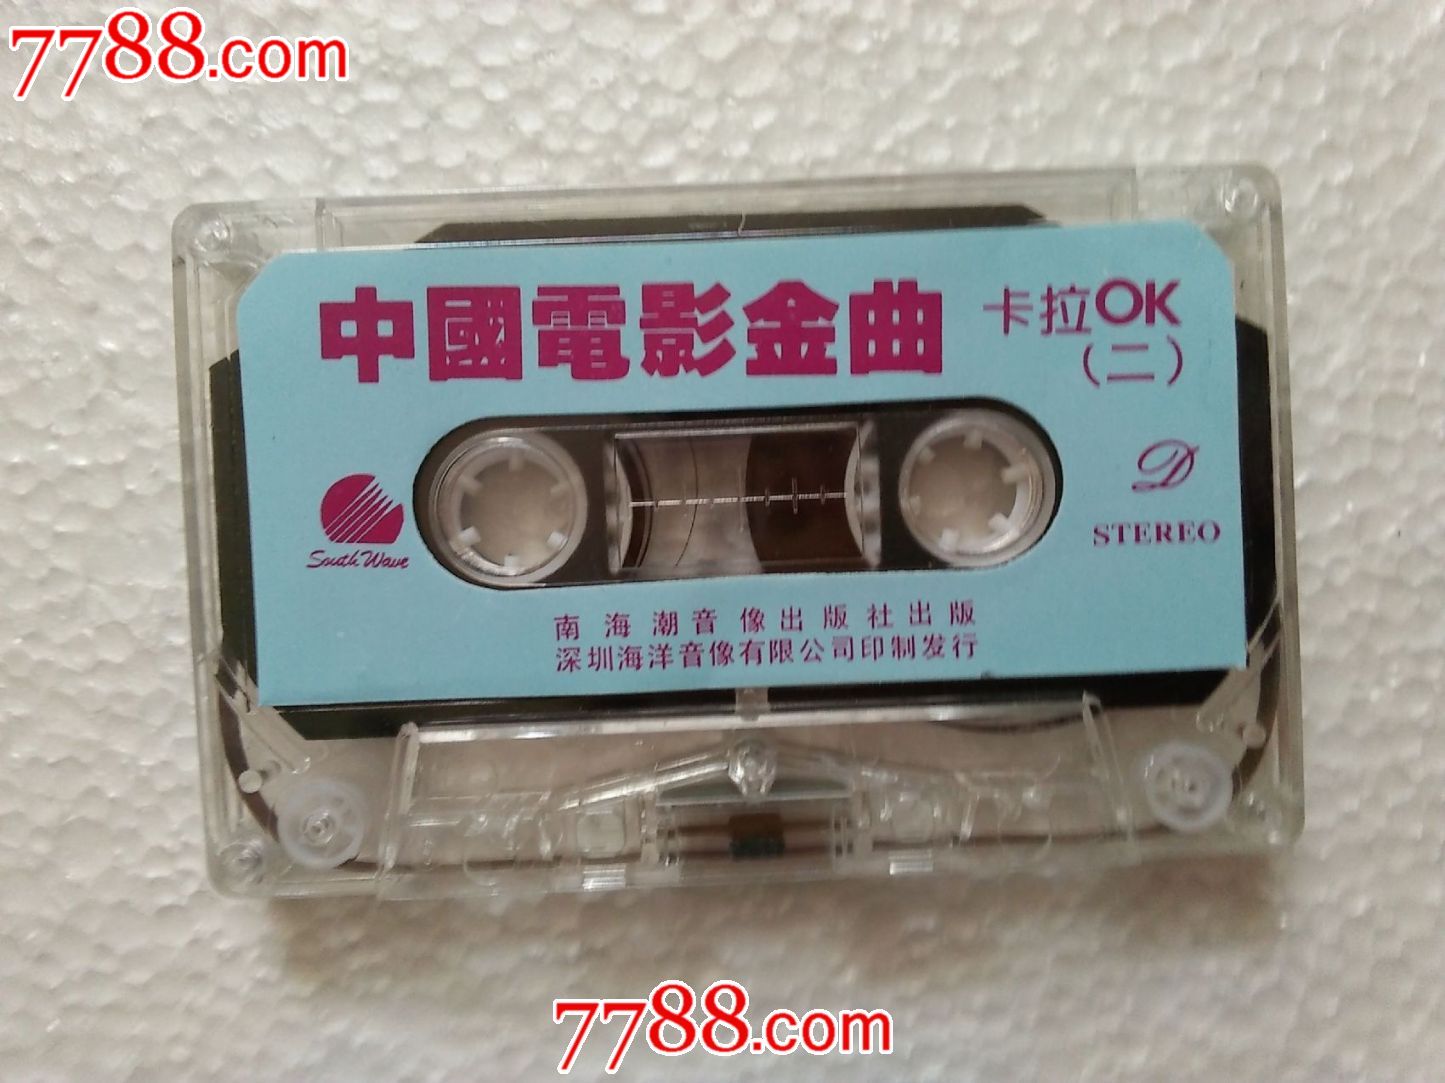 7788.com
中國電影金曲 卡拉OK
(二)
D
South Wave
STEREO
南海潮音像出版社出版
深圳海洋音像有限公司印制发行
7788.com